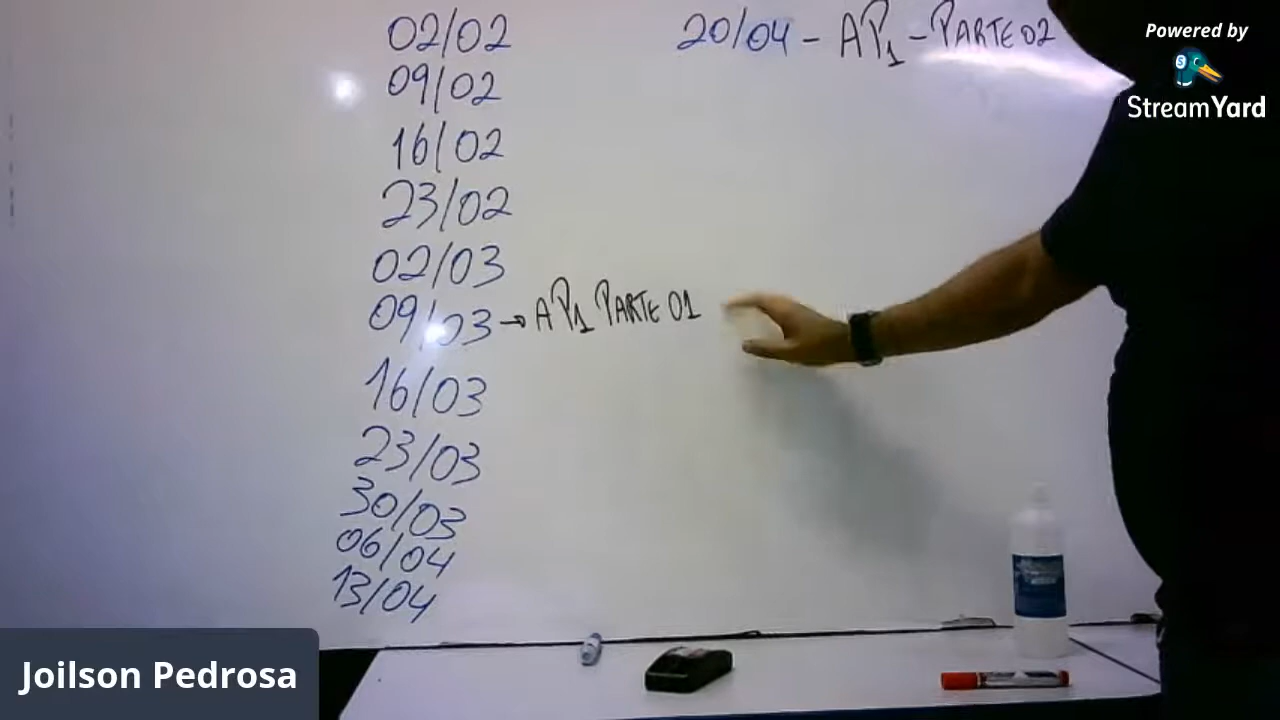 02/02
09/02
16/02
23/02
02/03
09/03 → AP1 PARTE 01
16/03
23/03
30/03
06/04
13/04
20/04 - AP1 - PARTE 02
Powered by
StreamYard
Joilson Pedrosa